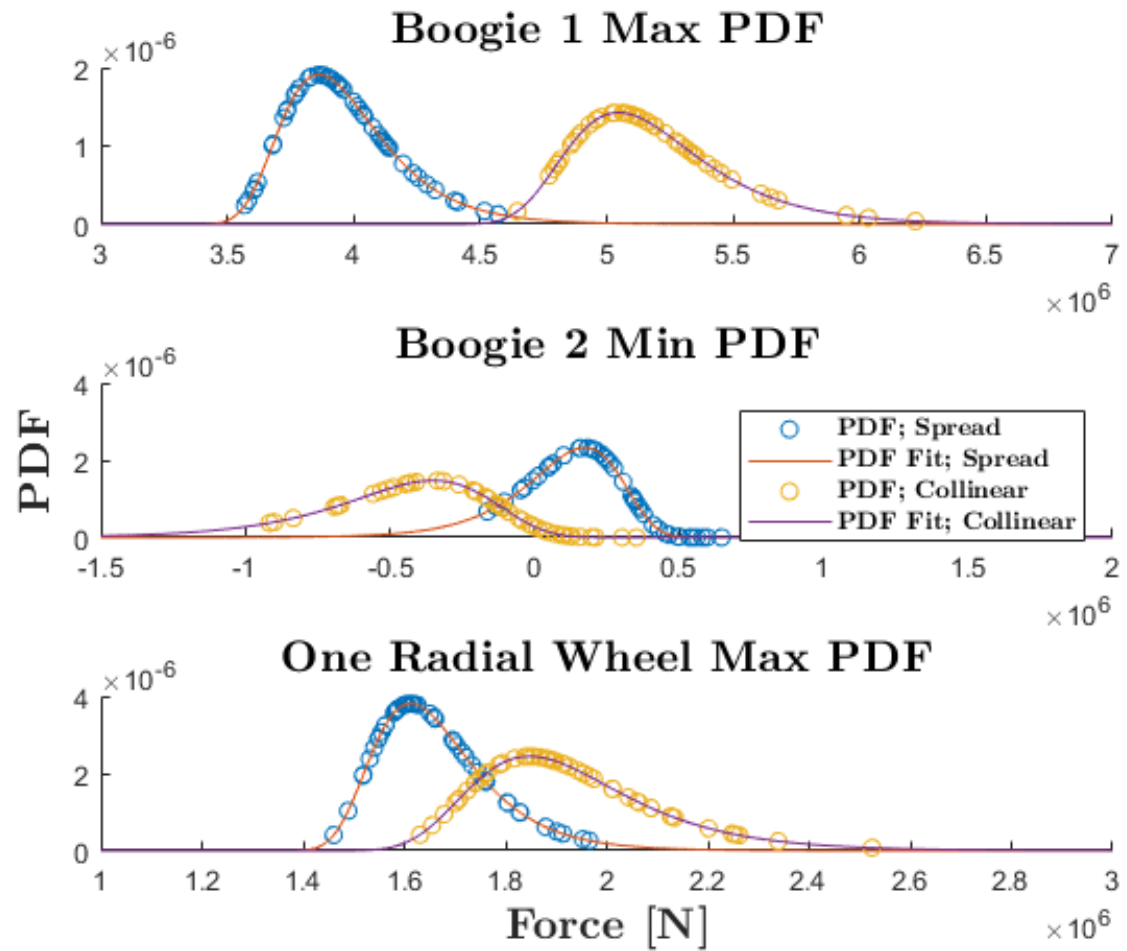 Boogie 1 Max PDF
× 10⁻⁶
2
1
0
3 3.5 4 4.5 5 5.5 6 6.5 7
× 10⁶
Boogie 2 Min PDF
× 10⁻⁶
4
2
0
PDF
PDF; Spread
PDF Fit; Spread
PDF; Collinear
PDF Fit; Collinear
-1.5 -1 -0.5 0 0.5 1 1.5 2
× 10⁶
One Radial Wheel Max PDF
× 10⁻⁶
4
2
0
1 1.2 1.4 1.6 1.8 2 2.2 2.4 2.6 2.8 3
Force [N]
× 10⁶